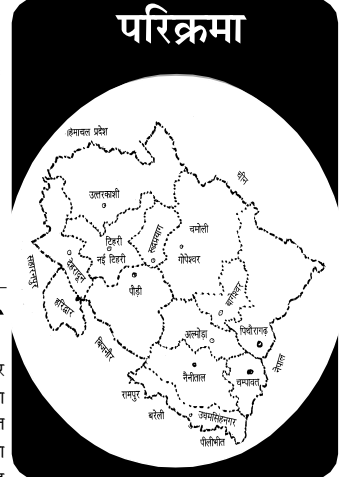 परिक्रमा
हिमाचल प्रदेश
चीन
उत्तरकाशी
चमोली
टिहरी
नई टिहरी
रुद्रप्रयाग
गोपेश्वर
सहारनपुर
देहरादून
पौड़ी
हरिद्वार
बागेश्वर
बिजनौर
अल्मोड़ा
पिथौरागढ़
नैनीताल
चम्पावत
नेपाल
रामपुर
बरेली
उधमसिंहनगर
पीलीभीत